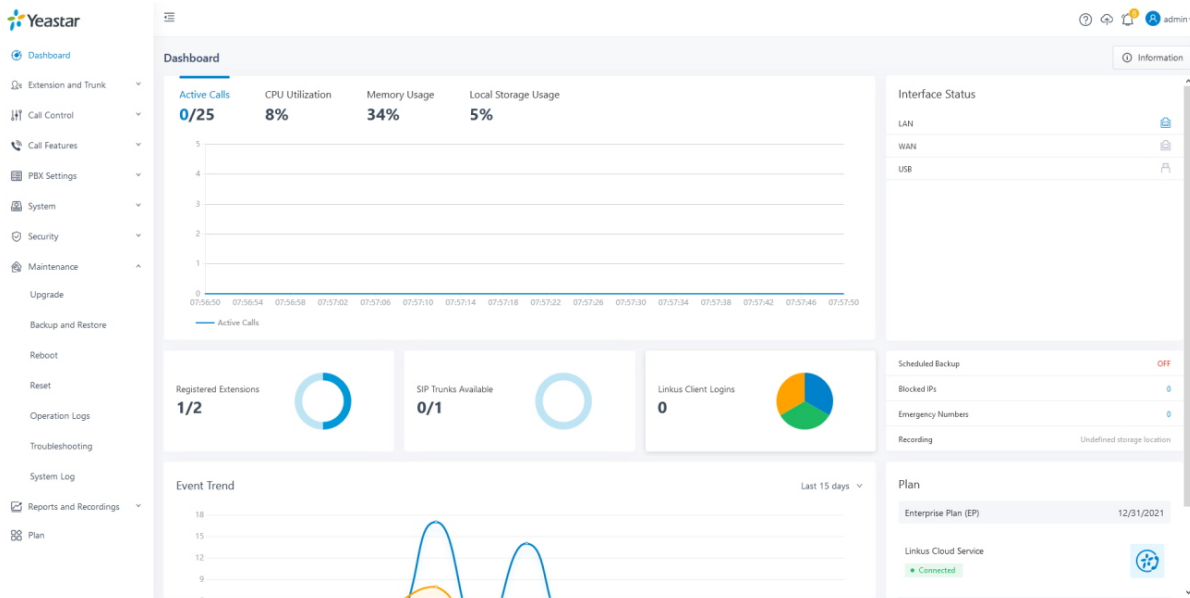 Yeastar
6
admin
Dashboard
Extension and Trunk
Call Control
Call Features
PBX Settings
System
Security
Maintenance
Upgrade
Backup and Restore
Reboot
Reset
Operation Logs
Troubleshooting
System Log
Reports and Recordings
Plan
Dashboard
Information
Active Calls CPU Utilization Memory Usage Local Storage Usage
0/25 8% 34% 5%
5
4
3
2
1
0
07:56:50 07:56:54 07:56:58 07:57:02 07:57:06 07:57:10 07:57:14 07:57:18 07:57:22 07:57:26 07:57:30 07:57:34 07:57:38 07:57:42 07:57:46 07:57:50
Active Calls
Interface Status
LAN
WAN
USB
Registered Extensions
1/2
SIP Trunks Available
0/1
Linkus Client Logins
0
Scheduled Backup OFF
Blocked IPs 0
Emergency Numbers 0
Recording Undefined storage location
Event Trend Last 15 days
18
15
12
9
Plan
Enterprise Plan (EP) 12/31/2021
Linkus Cloud Service
Connected